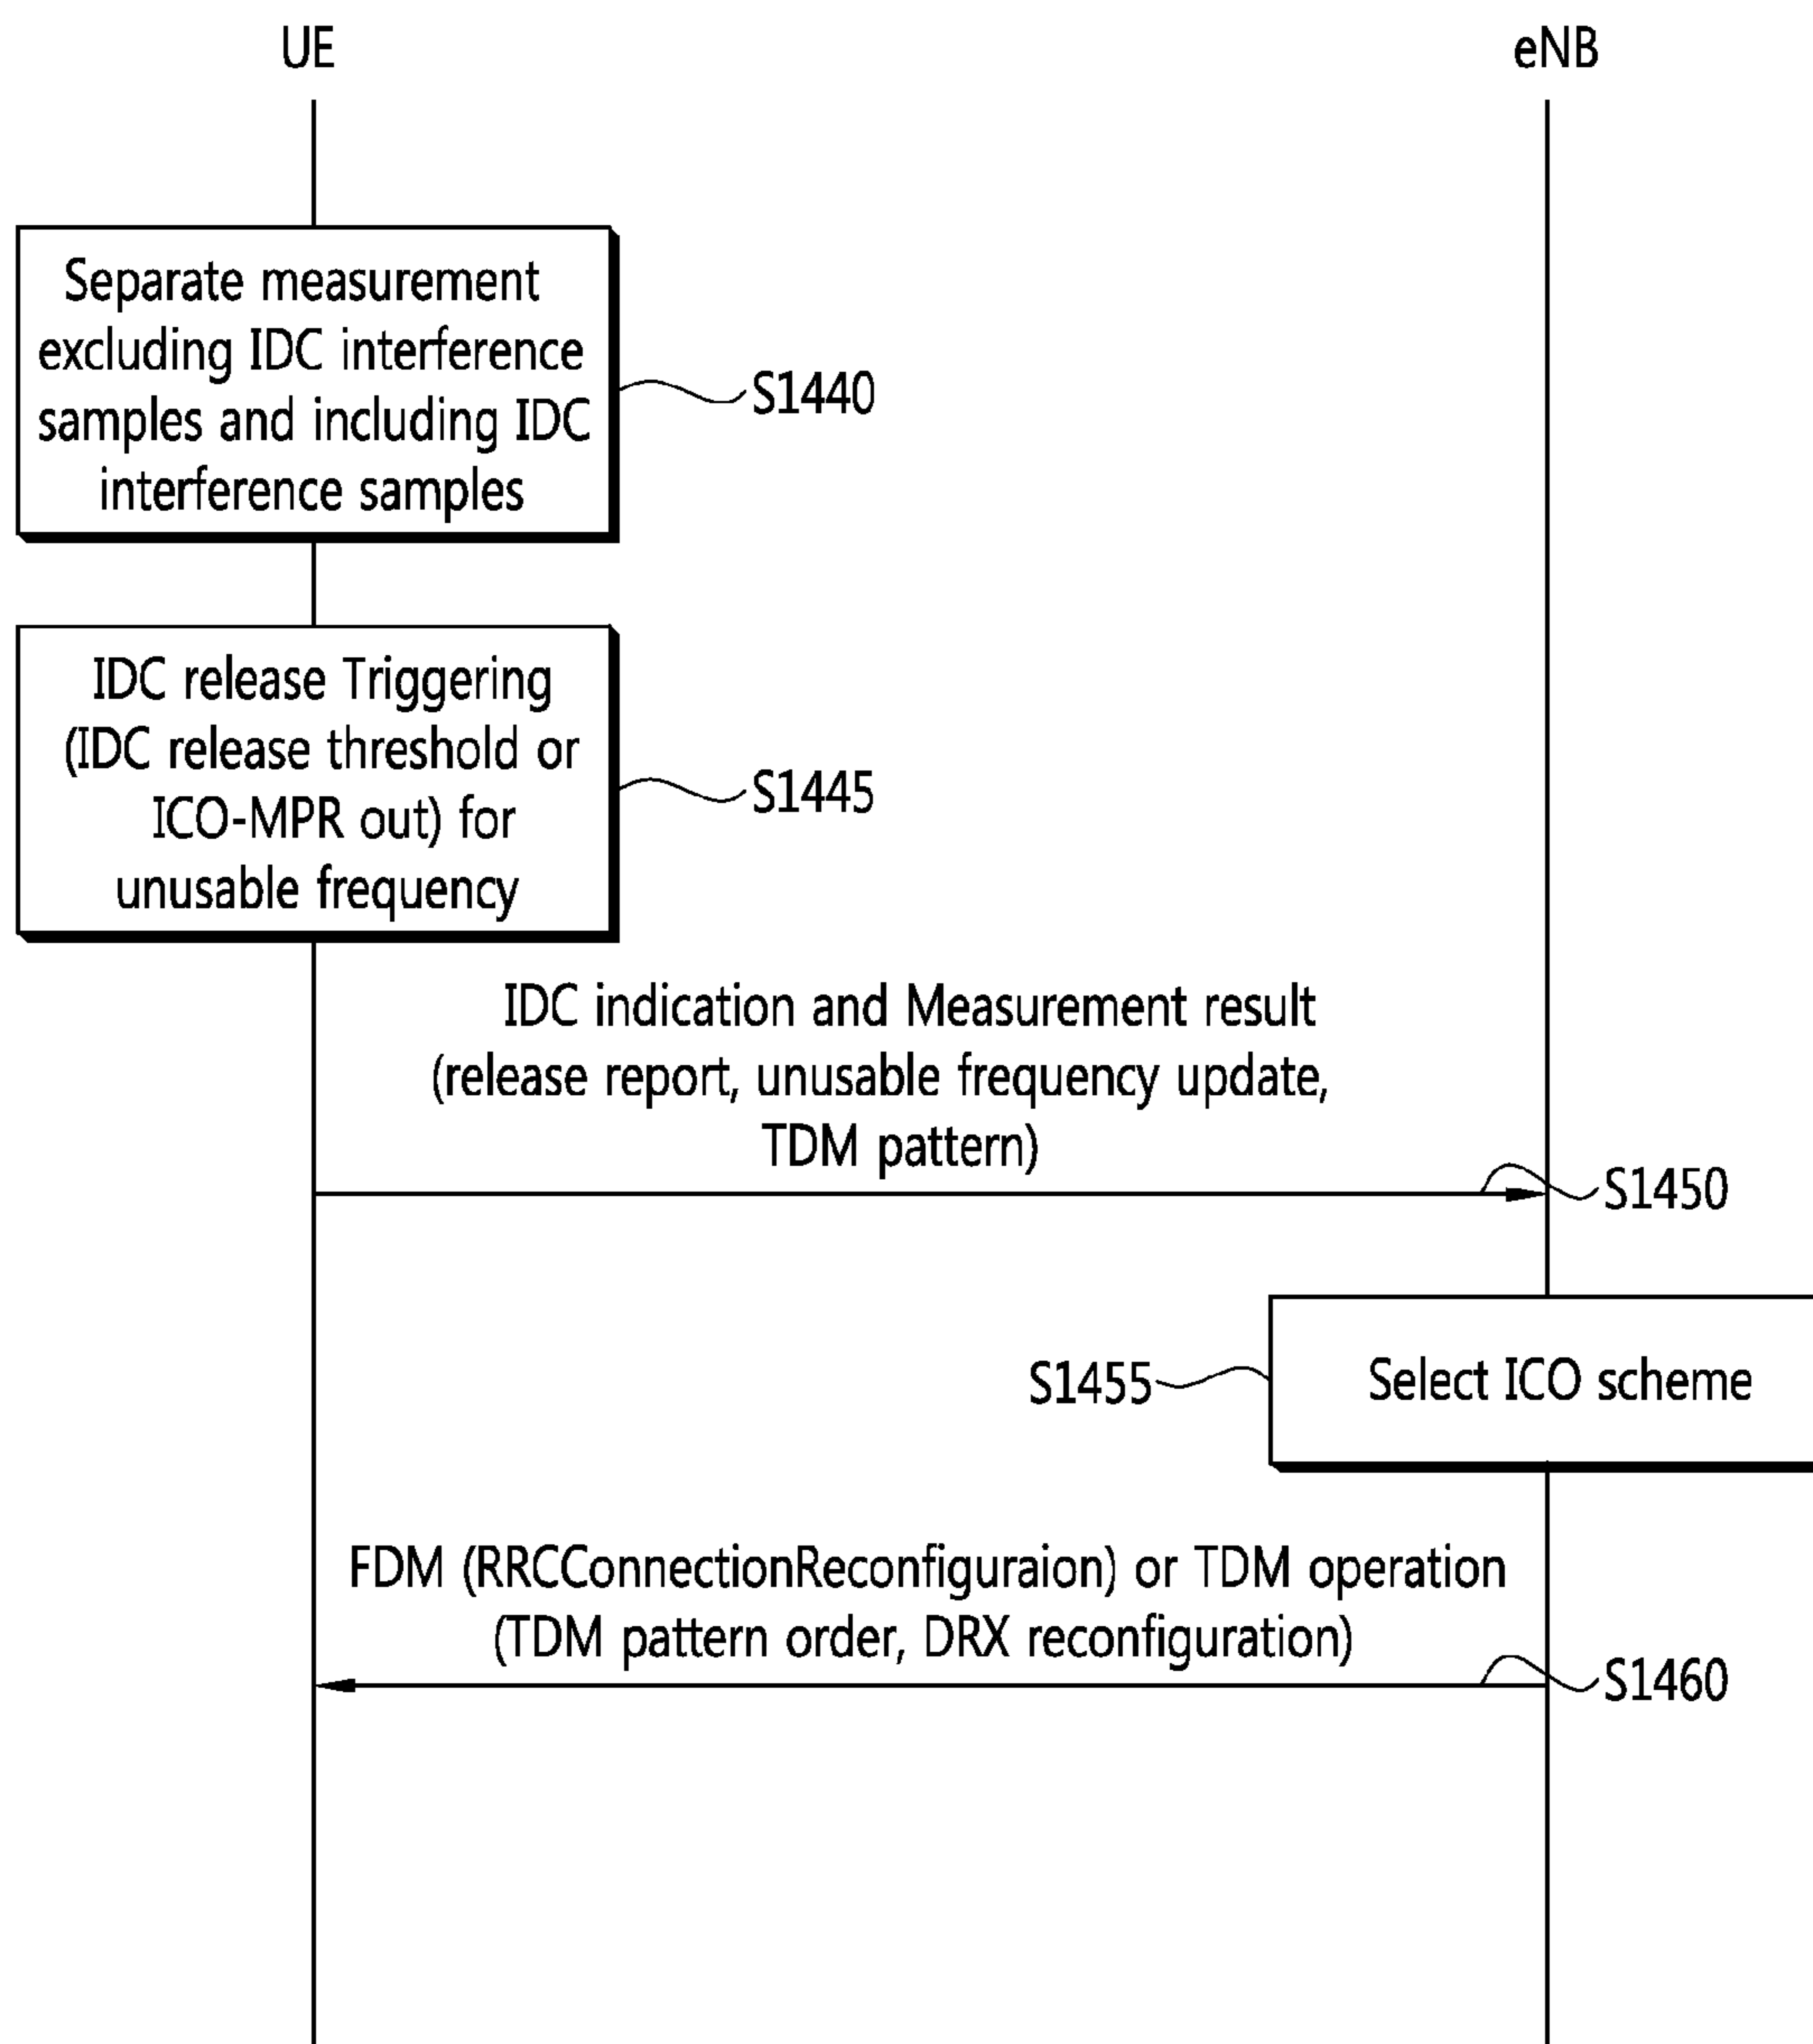 UE
eNB
Separate measurement
excluding IDC interference
samples and including IDC
interference samples
S1440
IDC release Triggering
(IDC release threshold or
ICO-MPR out) for
unusable frequency
S1445
IDC indication and Measurement result
(release report, unusable frequency update,
TDM pattern)
S1450
S1455
Select ICO scheme
FDM (RRCConnectionReconfiguraion) or TDM operation
(TDM pattern order, DRX reconfiguration)
S1460